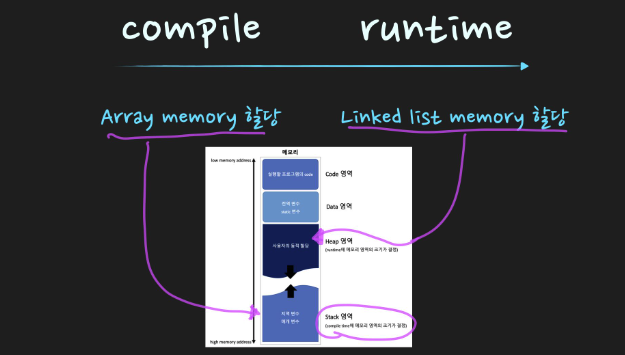 compile runtime
Array memory 할당 Linked list memory 할당
메모리
low memory address
실행할 프로그램의 code
Code 영역
전역 변수
static 변수
Data 영역
사용자의 동적 할당
Heap 영역
(runtime에 메모리 영역의 크기가 결정)
지역 변수
매개 변수
Stack 영역
(compile time에 메모리 영역의 크기가 결정)
high memory address